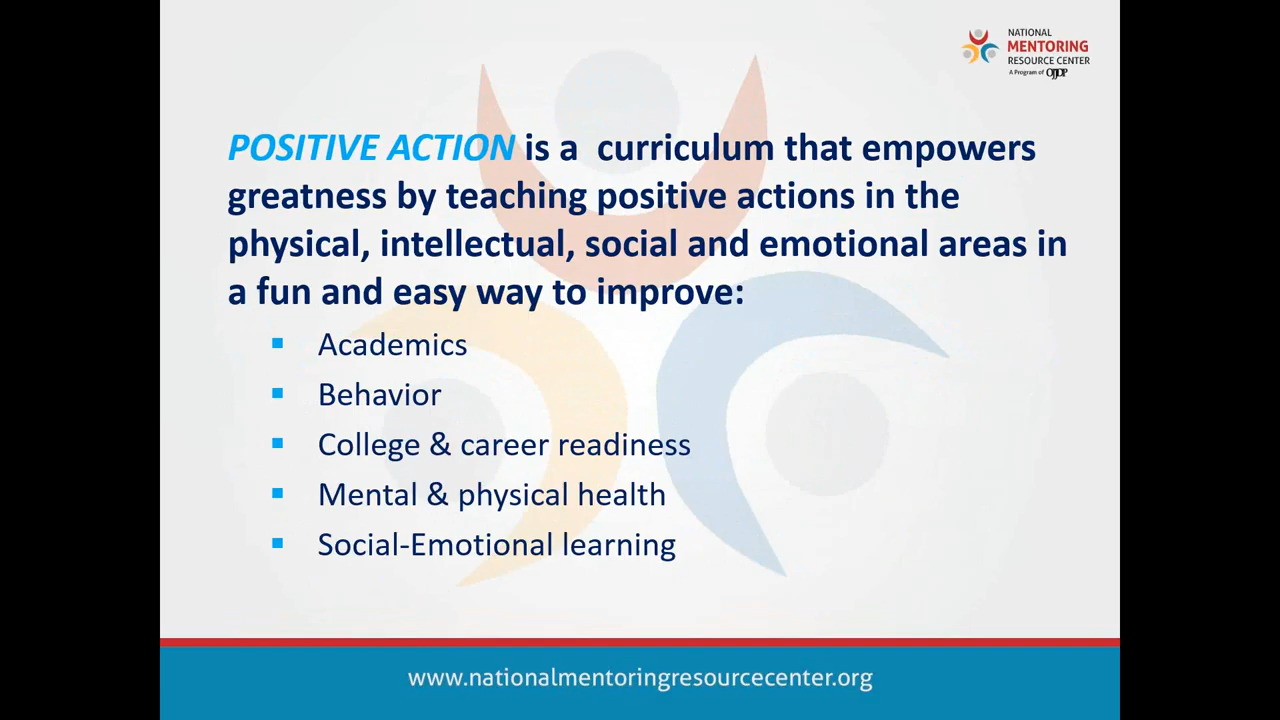 NATIONAL
MENTORING
RESOURCE CENTER
A Program of OJJDP
POSITIVE ACTION is a  curriculum that empowers
greatness by teaching positive actions in the
physical, intellectual, social and emotional areas in
a fun and easy way to improve:
▪ Academics
▪ Behavior
▪ College & career readiness
▪ Mental & physical health
▪ Social-Emotional learning
www.nationalmentoringresourcecenter.org